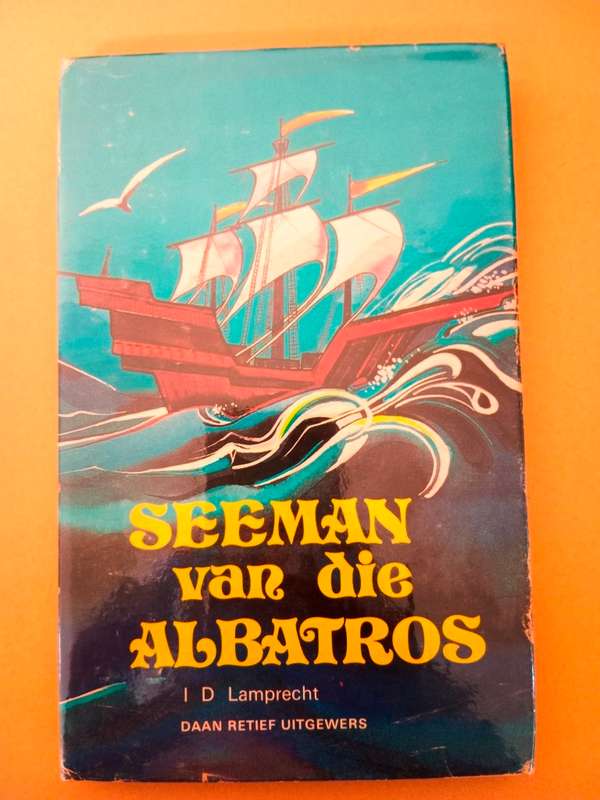 SEEMAN
van die
ALBATROS
I D Lamprecht
DAAN RETIEF UITGEWERS